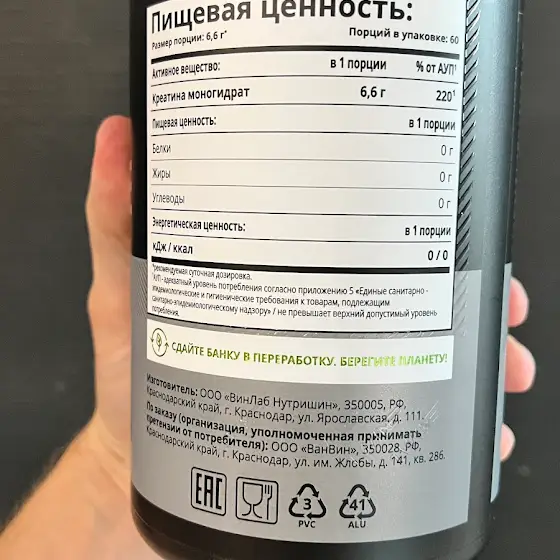 Пищевая ценность:
Размер порции: 6,6 г* Порций в упаковке: 60
Активное вещество: в 1 порции % от АУП¹
Креатина моногидрат 6,6 г 220¹
Пищевая ценность: в 1 порции
Белки 0 г
Жиры 0 г
Углеводы 0 г
Энергетическая ценность: в 1 порции
кДж / ккал 0 / 0
*рекомендуемая суточная дозировка.
¹АУП - адекватный уровень потребления согласно приложению 5 «Единые санитарно -
эпидемиологические и гигиенические требования к товарам, подлежащим
санитарно-эпидемиологическому надзору» / не превышает верхний допустимый уровень
потребления.
СДАЙТЕ БАНКУ В ПЕРЕРАБОТКУ. БЕРЕГИТЕ ПЛАНЕТУ!
Изготовитель: ООО «ВинЛаб Нутришин», 350005, РФ,
Краснодарский край, г. Краснодар, ул. Ярославская, д. 111.
По заказу (организация, уполномоченная принимать
претензии от потребителя): ООО «ВанВин», 350028, РФ,
Краснодарский край, г. Краснодар, ул. им. Жлобы, д. 141, кв. 286.
EAC 3 41
PVC ALU